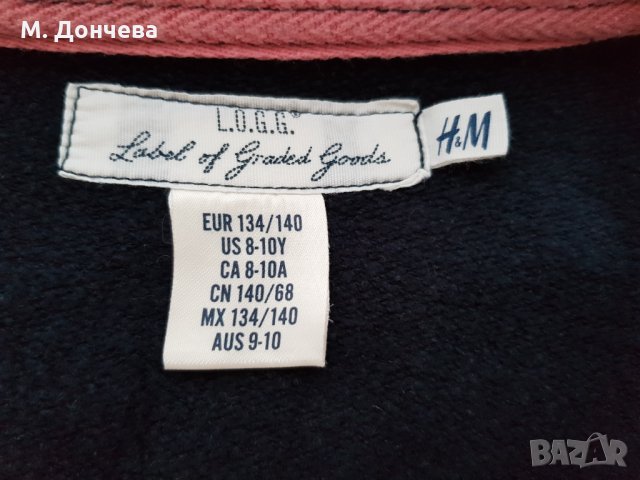 М. Дончева
L.O.G.G.®
Label of Graded Goods
H&M
EUR 134/140
US 8-10Y
CA 8-10A
CN 140/68
MX 134/140
AUS 9-10
BAZAR